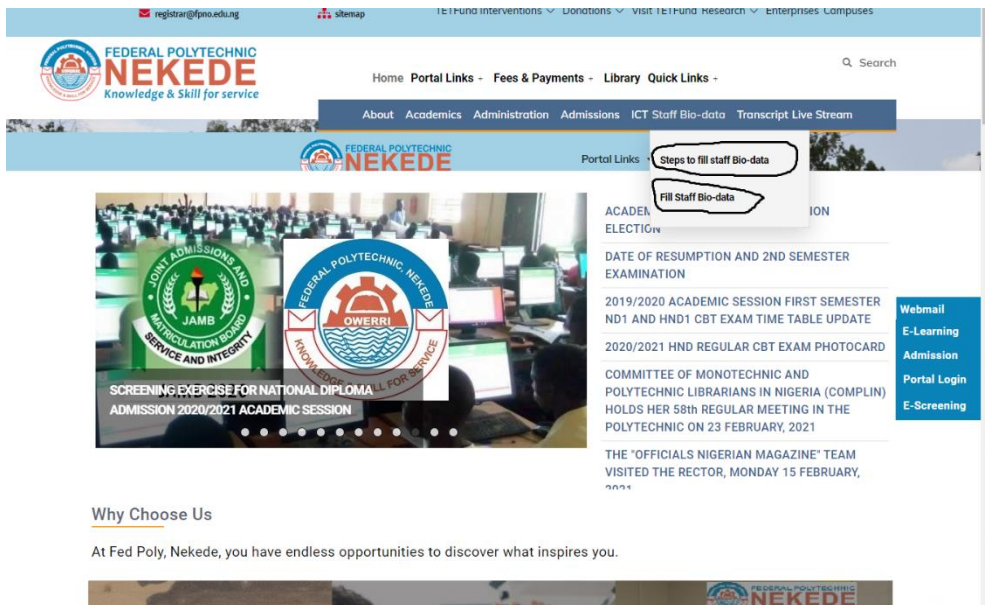 registrar@fpno.edu.ng
sitemap
TETFund Interventions Donations Visit TETFund Research Enterprises Campuses
FEDERAL POLYTECHNIC
NEKEDE
Knowledge & Skill for service
Home Portal Links - Fees & Payments - Library Quick Links -
Search
About Academics Administration Admissions ICT Staff Bio-data Transcript Live Stream
FEDERAL POLYTECHNIC
NEKEDE
Portal Links
Steps to fill staff Bio-data
Fill Staff Bio-data
JOINT ADMISSIONS AND
JAMB
MATRICULATION BOARD
SERVICE AND INTEGRITY
FEDERAL POLYTECHNIC, NEKEDE
OWERRI
KNOWLEDGE & SKILL FOR SERVICE
SCREENING EXERCISE FOR NATIONAL DIPLOMA
ADMISSION 2020/2021 ACADEMIC SESSION
ELECTION
DATE OF RESUMPTION AND 2ND SEMESTER
EXAMINATION
2019/2020 ACADEMIC SESSION FIRST SEMESTER
ND1 AND HND1 CBT EXAM TIME TABLE UPDATE
2020/2021 HND REGULAR CBT EXAM PHOTOCARD
COMMITTEE OF MONOTECHNIC AND
POLYTECHNIC LIBRARIANS IN NIGERIA (COMPLIN)
HOLDS HER 58th REGULAR MEETING IN THE
POLYTECHNIC ON 23 FEBRUARY, 2021
THE "OFFICIALS NIGERIAN MAGAZINE" TEAM
VISITED THE RECTOR, MONDAY 15 FEBRUARY,
2021
Webmail
E-Learning
Admission
Portal Login
E-Screening
Why Choose Us
At Fed Poly, Nekede, you have endless opportunities to discover what inspires you.
FEDERAL POLYTECHNIC
NEKEDE